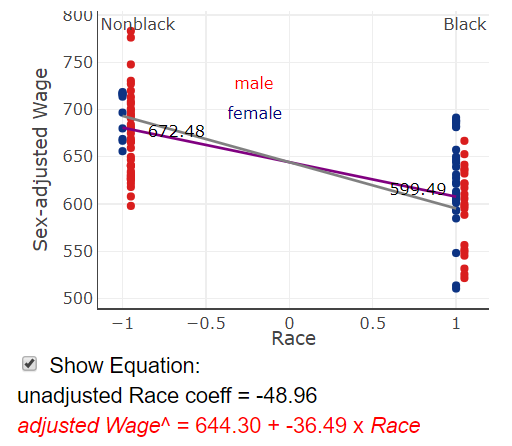 800
Nonblack
Black
750
male
700
female
672.48
650
599.49
600
550
500
Sex-adjusted Wage
−1
−0.5
0
0.5
1
Race
Show Equation:
unadjusted Race coeff = -48.96
adjusted Wage^ = 644.30 + -36.49 x Race